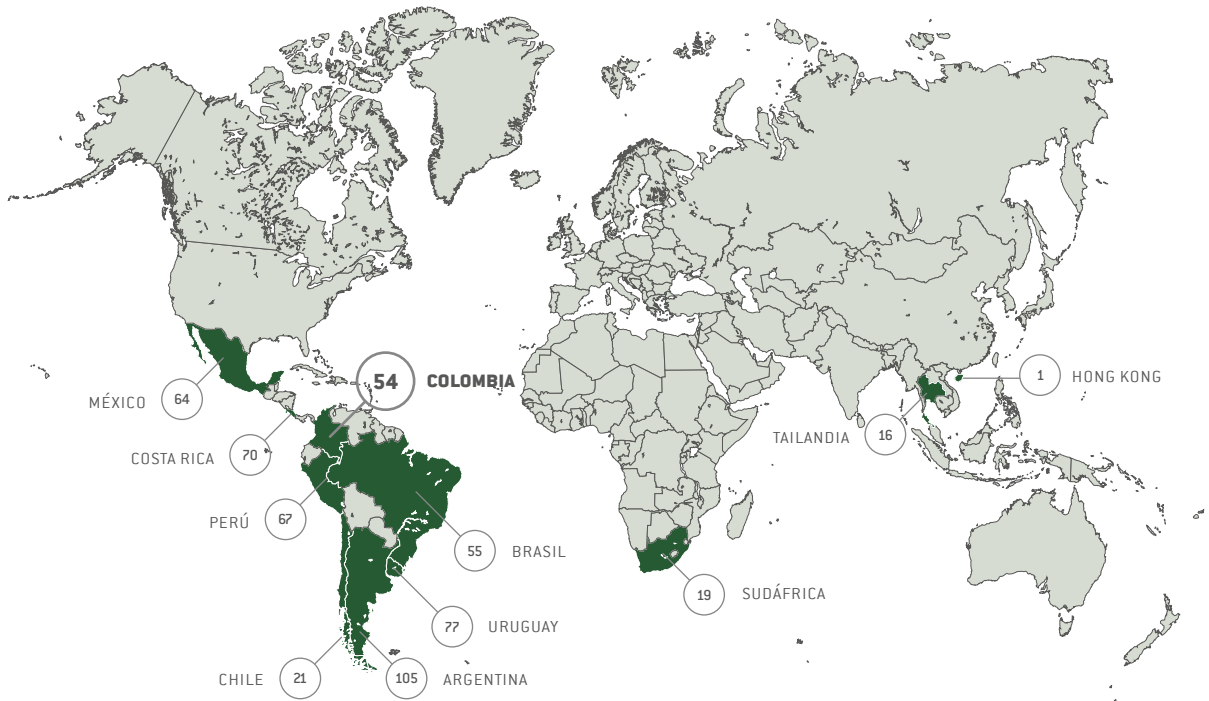 1 HONG KONG
54 COLOMBIA
MÉXICO 64
TAILANDIA 16
COSTA RICA 70
PERÚ 67
55 BRASIL
19 SUDÁFRICA
77 URUGUAY
CHILE 21
105 ARGENTINA